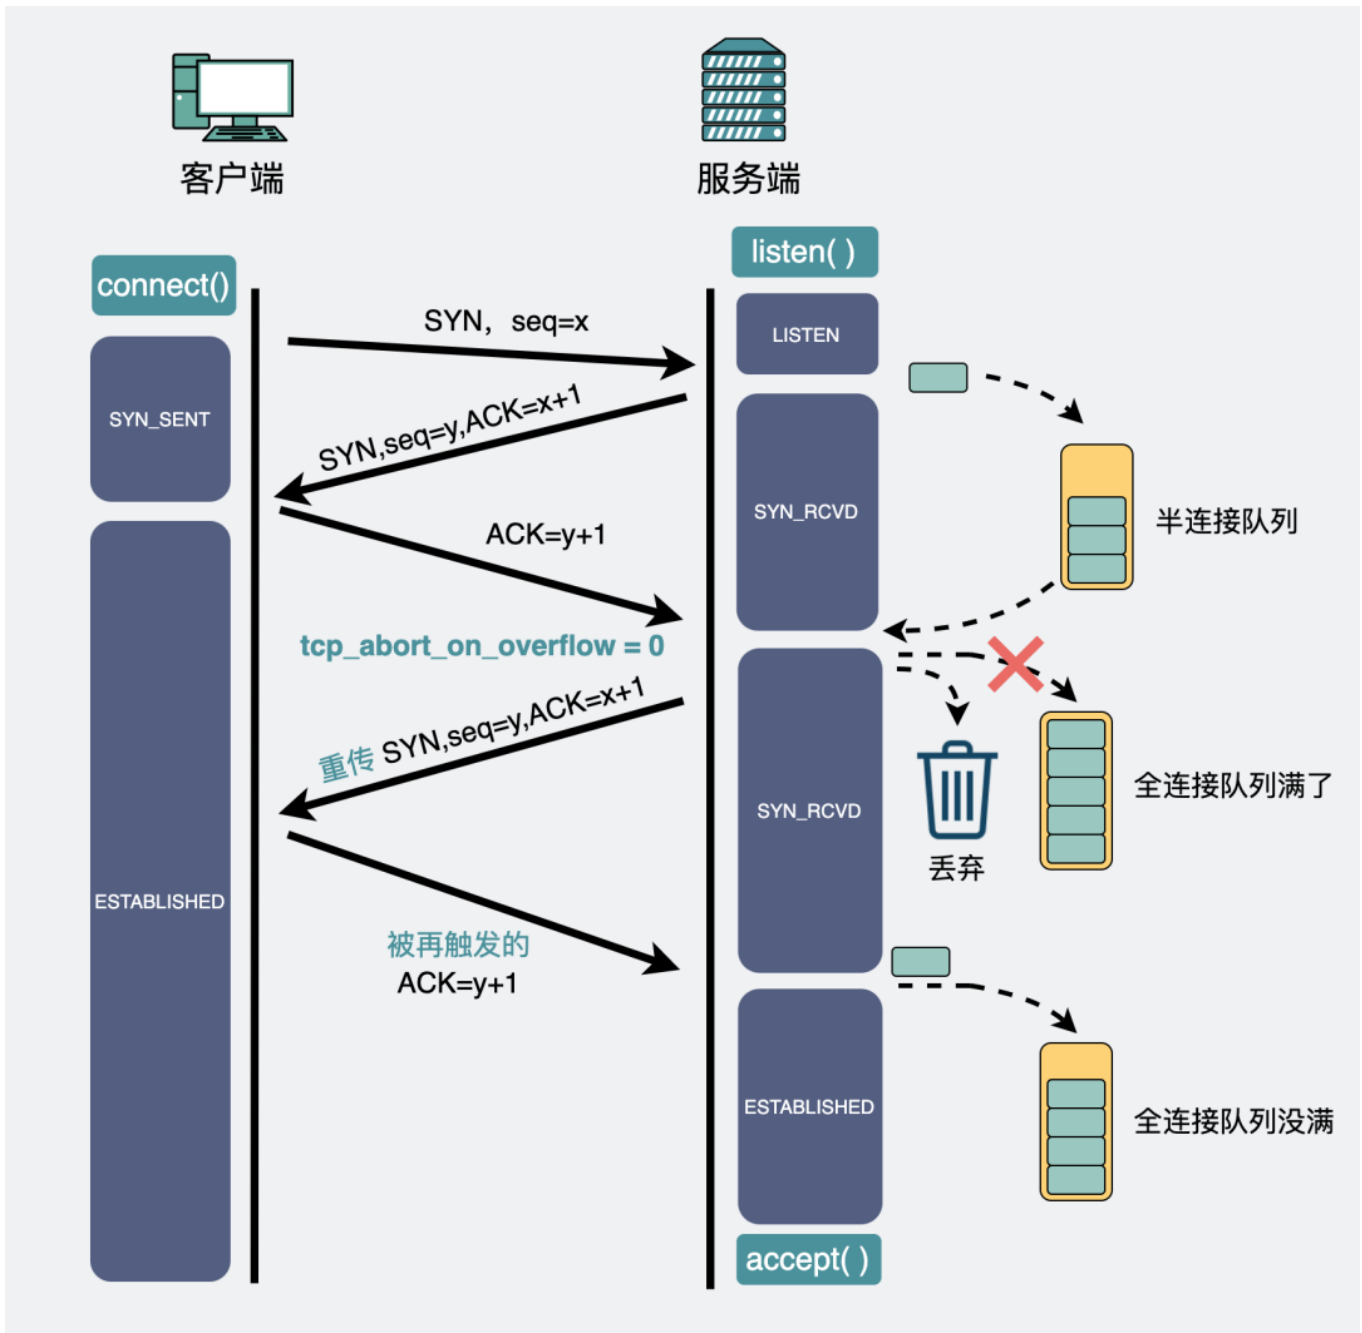 客户端
服务端
listen( )
connect()
SYN，seq=x
LISTEN
SYN_SENT
SYN,seq=y,ACK=x+1
SYN_RCVD
半连接队列
ACK=y+1
tcp_abort_on_overflow = 0
重传 SYN,seq=y,ACK=x+1
SYN_RCVD
全连接队列满了
丢弃
ESTABLISHED
被再触发的
ACK=y+1
ESTABLISHED
全连接队列没满
accept( )